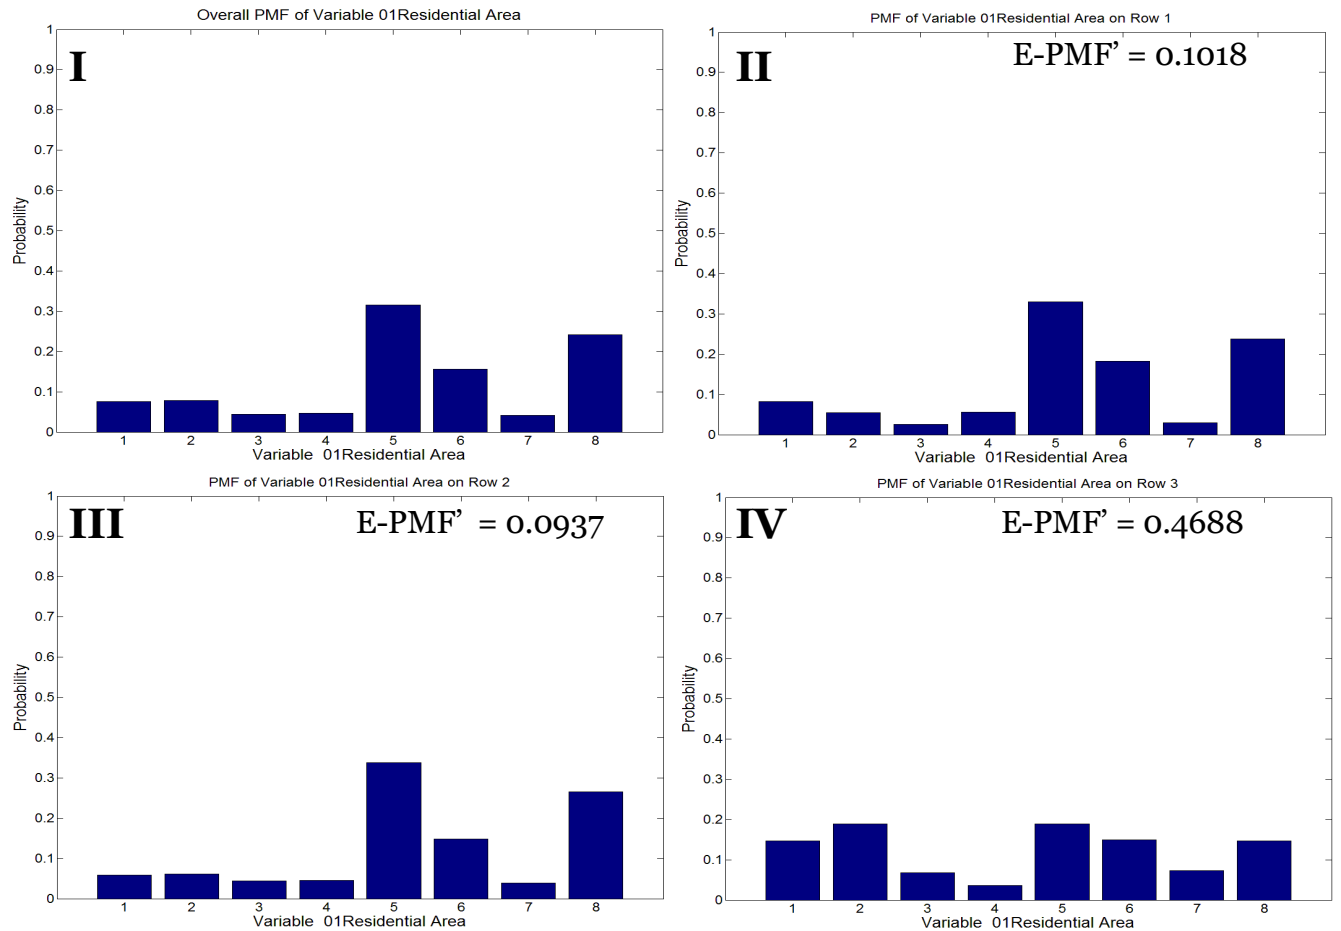 Overall PMF of Variable 01Residential Area
I
1
0.9
0.8
0.7
0.6
0.5
0.4
0.3
0.2
0.1
0
Probability
1 2 3 4 5 6 7 8
Variable 01Residential Area
PMF of Variable 01Residential Area on Row 1
II
E-PMF' = 0.1018
1
0.9
0.8
0.7
0.6
0.5
0.4
0.3
0.2
0.1
0
Probability
1 2 3 4 5 6 7 8
Variable 01Residential Area
PMF of Variable 01Residential Area on Row 2
III
E-PMF' = 0.0937
1
0.9
0.8
0.7
0.6
0.5
0.4
0.3
0.2
0.1
0
Probability
1 2 3 4 5 6 7 8
Variable 01Residential Area
PMF of Variable 01Residential Area on Row 3
IV
E-PMF' = 0.4688
1
0.9
0.8
0.7
0.6
0.5
0.4
0.3
0.2
0.1
0
Probability
1 2 3 4 5 6 7 8
Variable 01Residential Area